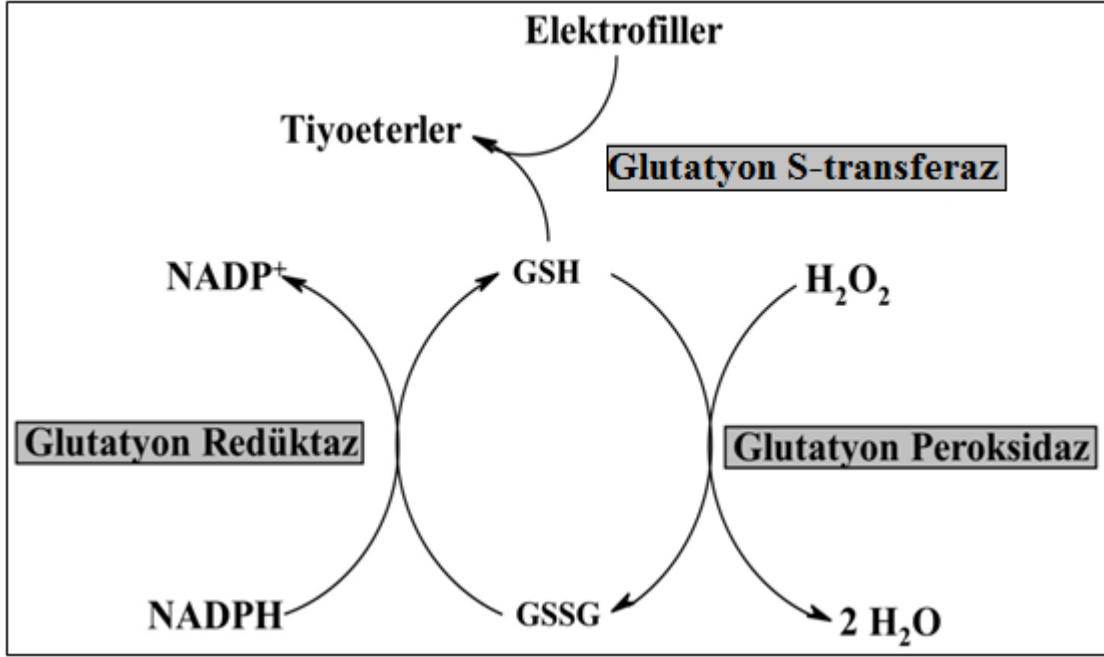 Elektrofiller
Tiyoeterler
Glutatyon S-transferaz
NADP⁺
GSH
H₂O₂
Glutatyon Redüktaz
Glutatyon Peroksidaz
NADPH
GSSG
2 H₂O